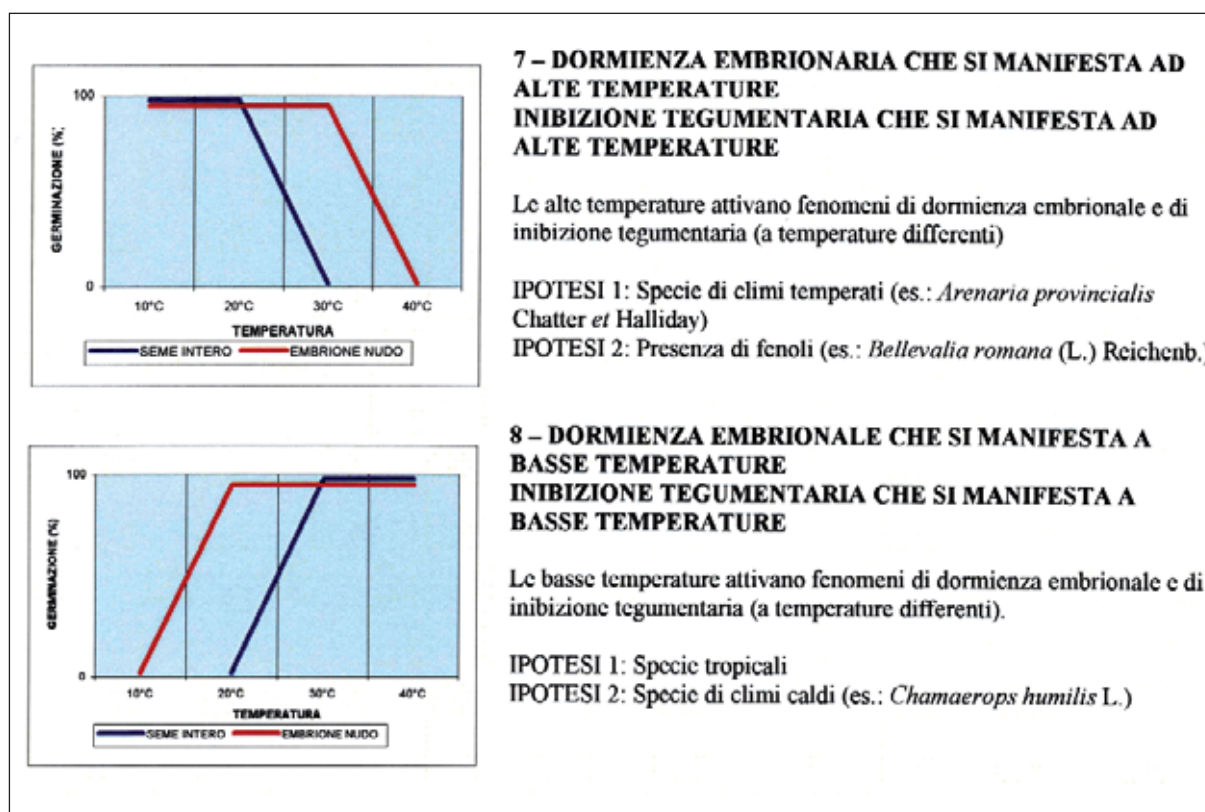 7 – DORMIENZA EMBRIONARIA CHE SI MANIFESTA AD
ALTE TEMPERATURE
INIBIZIONE TEGUMENTARIA CHE SI MANIFESTA AD
ALTE TEMPERATURE
Le alte temperature attivano fenomeni di dormienza embrionale e di
inibizione tegumentaria (a temperature differenti)
IPOTESI 1: Specie di climi temperati (es.: Arenaria provincialis
Chatter et Halliday)
IPOTESI 2: Presenza di fenoli (es.: Bellevalia romana (L.) Reichenb.)
GERMINAZIONE (%)
100
0
10°C 20°C 30°C 40°C
TEMPERATURA
SEME INTERO EMBRIONE NUDO
8 – DORMIENZA EMBRIONALE CHE SI MANIFESTA A
BASSE TEMPERATURE
INIBIZIONE TEGUMENTARIA CHE SI MANIFESTA A
BASSE TEMPERATURE
Le basse temperature attivano fenomeni di dormienza embrionale e di
inibizione tegumentaria (a temperature differenti).
IPOTESI 1: Specie tropicali
IPOTESI 2: Specie di climi caldi (es.: Chamaerops humilis L.)
GERMINAZIONE (%)
100
0
10°C 20°C 30°C 40°C
TEMPERATURA
SEME INTERO EMBRIONE NUDO